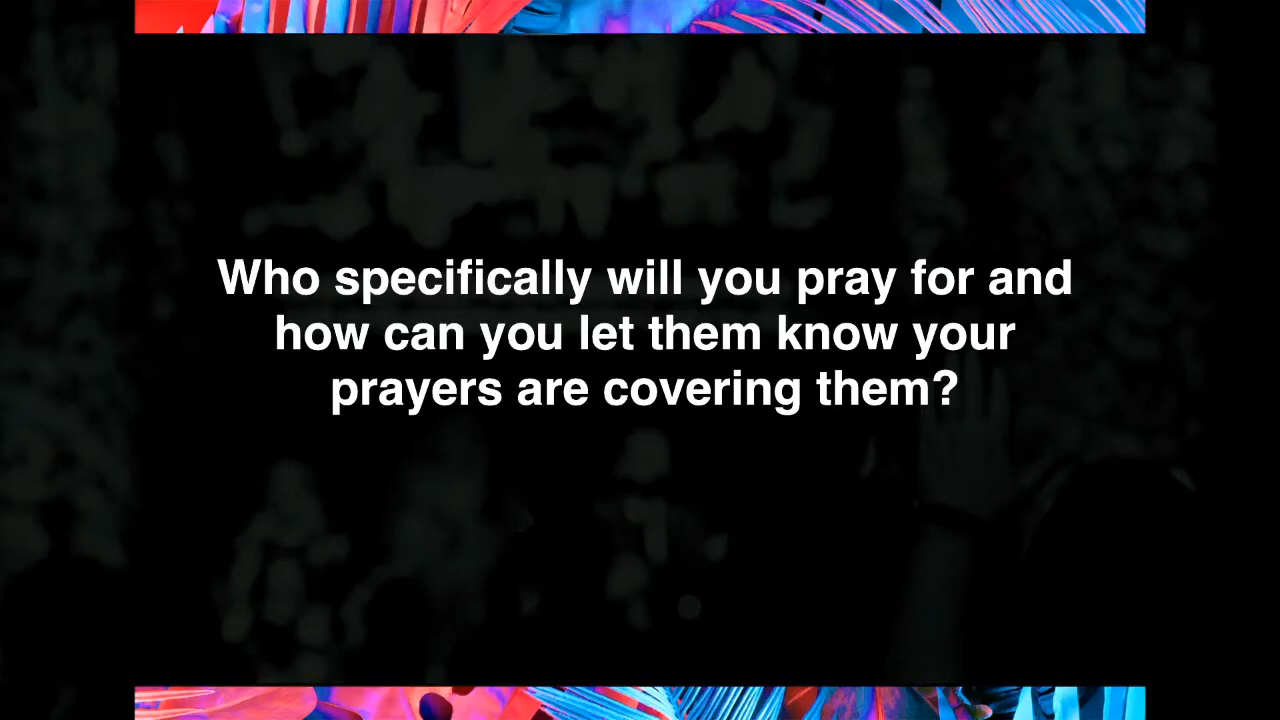 Who specifically will you pray for and
how can you let them know your
prayers are covering them?